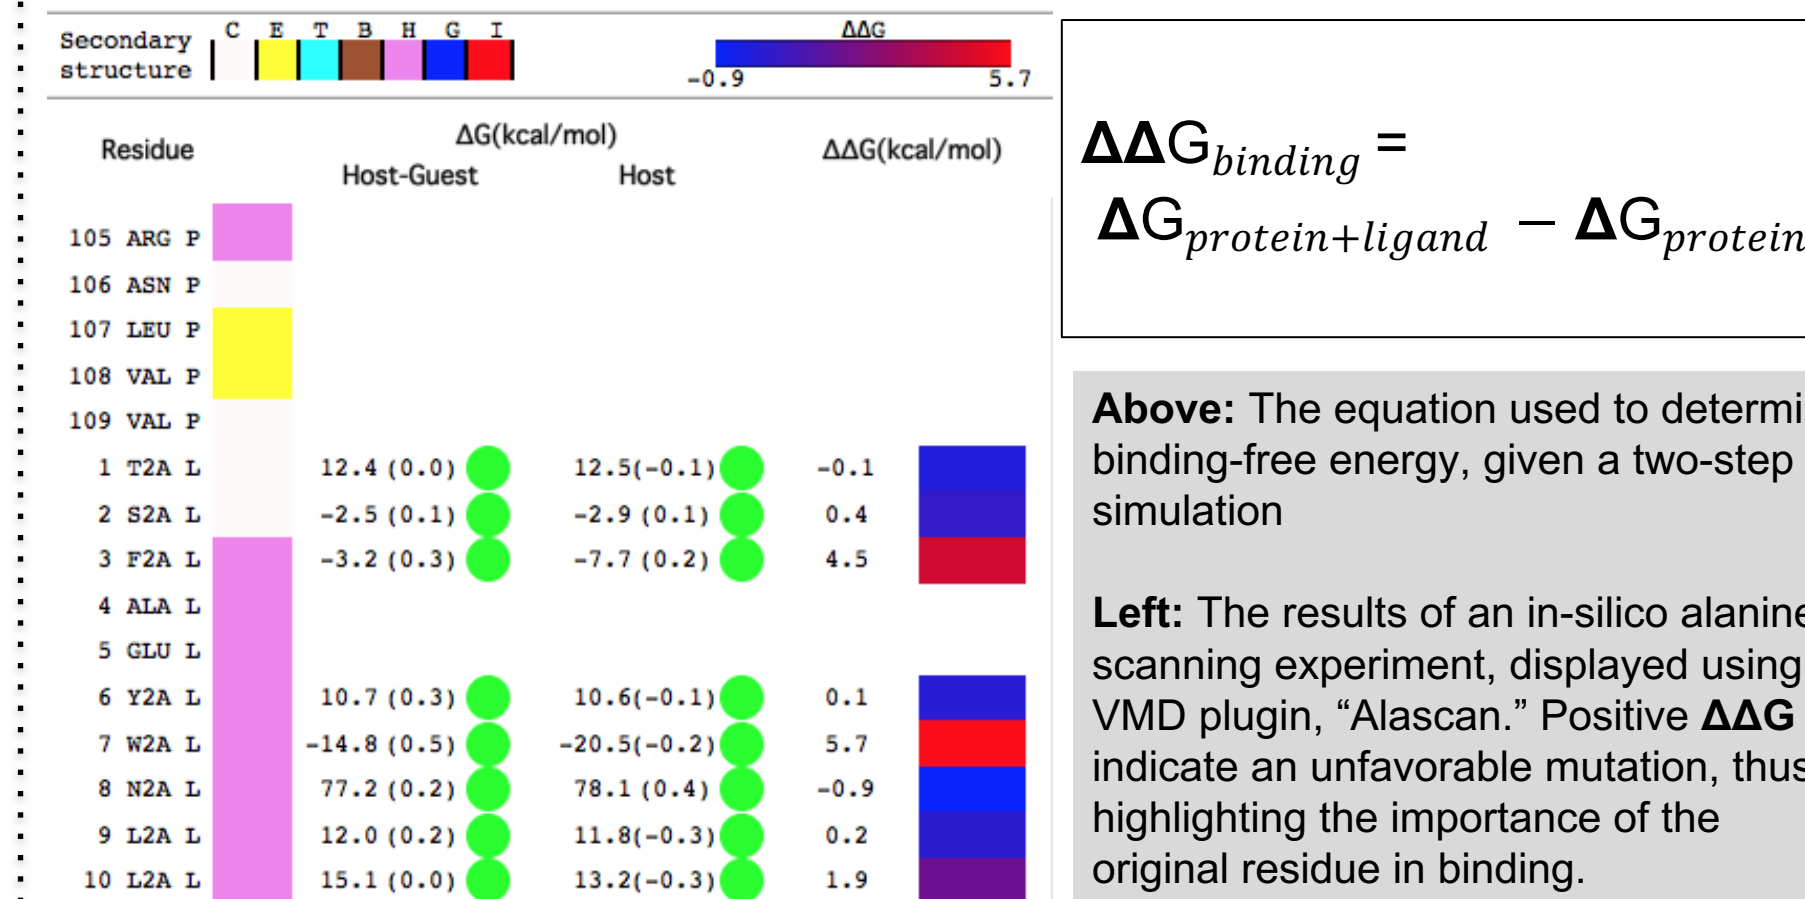 Secondary structure C E T B H G I
ΔΔG
-0.9 5.7
Residue ΔG(kcal/mol) ΔΔG(kcal/mol)
Host-Guest Host
105 ARG P
106 ASN P
107 LEU P
108 VAL P
109 VAL P
1 T2A L 12.4 (0.0) 12.5(-0.1) -0.1
2 S2A L -2.5 (0.1) -2.9 (0.1) 0.4
3 F2A L -3.2 (0.3) -7.7 (0.2) 4.5
4 ALA L
5 GLU L
6 Y2A L 10.7 (0.3) 10.6(-0.1) 0.1
7 W2A L -14.8 (0.5) -20.5(-0.2) 5.7
8 N2A L 77.2 (0.2) 78.1 (0.4) -0.9
9 L2A L 12.0 (0.2) 11.8(-0.3) 0.2
10 L2A L 15.1 (0.0) 13.2(-0.3) 1.9
ΔΔG binding =
ΔG protein+ligand − ΔG protein
Above: The equation used to determi
binding-free energy, given a two-step
simulation
Left: The results of an in-silico alanine
scanning experiment, displayed using
VMD plugin, “Alascan.” Positive ΔΔG
indicate an unfavorable mutation, thus
highlighting the importance of the
original residue in binding.